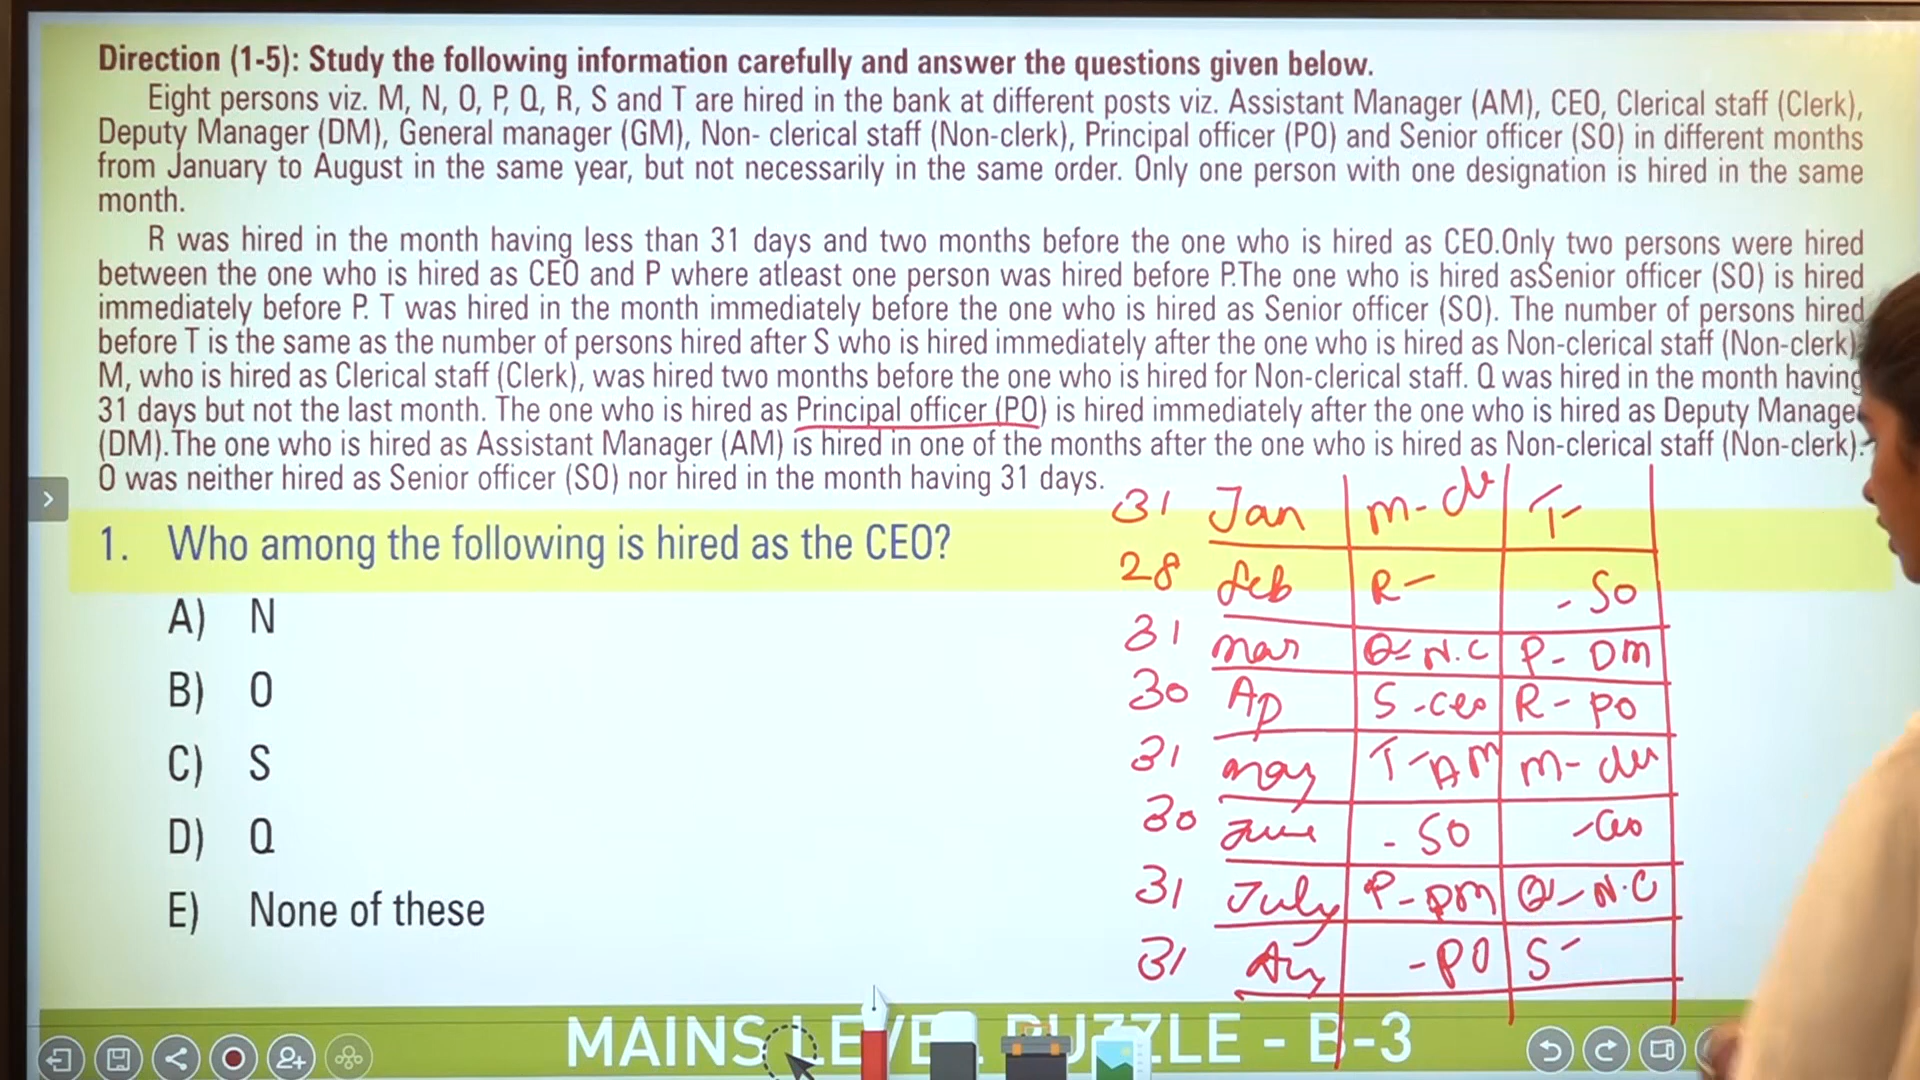 Direction (1-5): Study the following information carefully and answer the questions given below.
Eight persons viz. M, N, O, P, Q, R, S and T are hired in the bank at different posts viz. Assistant Manager (AM), CEO, Clerical staff (Clerk),
Deputy Manager (DM), General manager (GM), Non- clerical staff (Non-clerk), Principal officer (PO) and Senior officer (SO) in different months
from January to August in the same year, but not necessarily in the same order. Only one person with one designation is hired in the same
month.
R was hired in the month having less than 31 days and two months before the one who is hired as CEO.Only two persons were hired
between the one who is hired as CEO and P where atleast one person was hired before P.The one who is hired asSenior officer (SO) is hired
immediately before P. T was hired in the month immediately before the one who is hired as Senior officer (SO). The number of persons hired
before T is the same as the number of persons hired after S who is hired immediately after the one who is hired as Non-clerical staff (Non-clerk)
M, who is hired as Clerical staff (Clerk), was hired two months before the one who is hired for Non-clerical staff. Q was hired in the month having
31 days but not the last month. The one who is hired as Principal officer (PO) is hired immediately after the one who is hired as Deputy Manage
(DM).The one who is hired as Assistant Manager (AM) is hired in one of the months after the one who is hired as Non-clerical staff (Non-clerk).
O was neither hired as Senior officer (SO) nor hired in the month having 31 days.
1. Who among the following is hired as the CEO?
A) N
B) O
C) S
D) Q
E) None of these
31 Jan M - T -
28 feb R - - SO
31 mar Q - N.C P - DM
30 Ap S - ceo R - PO
31 may T - AM M -
30 June - SO - Ceo
31 July P - DM Q - N.C
31 - PO S -
MAINS LEVEL PUZZLE - B-3